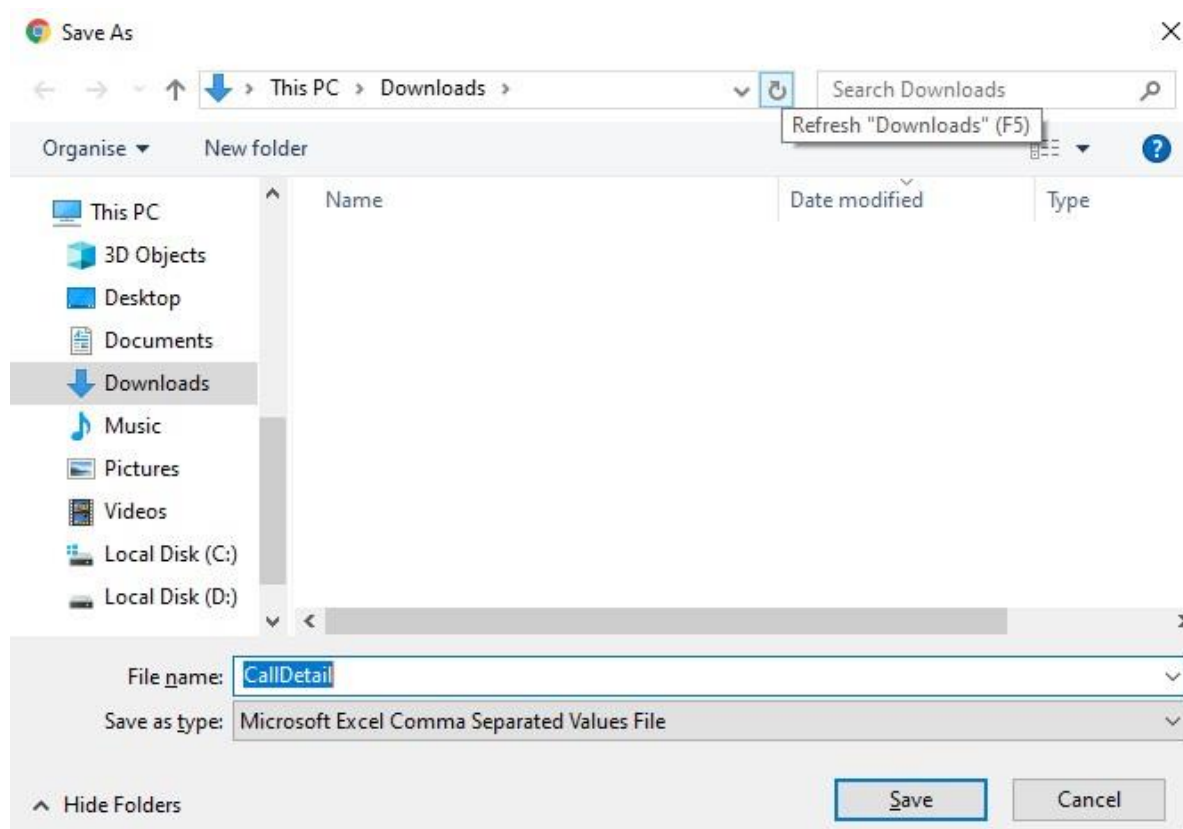 Save As
This PC > Downloads >
Search Downloads
Refresh "Downloads" (F5)
Organise
New folder
?
Name
Date modified
Type
This PC
3D Objects
Desktop
Documents
Downloads
Music
Pictures
Videos
Local Disk (C:)
Local Disk (D:)
File name: CallDetail
Save as type: Microsoft Excel Comma Separated Values File
Hide Folders
Save
Cancel